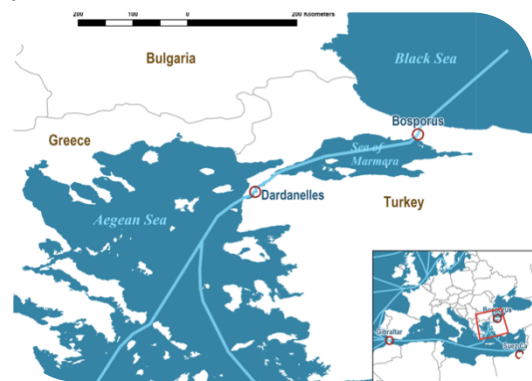 200 100 0 200 Kilometers
Bulgaria
Black Sea
Bosporus
Greece
Sea of
Marmara
Dardanelles
Turkey
Aegean Sea
Bosporus
Gibraltar